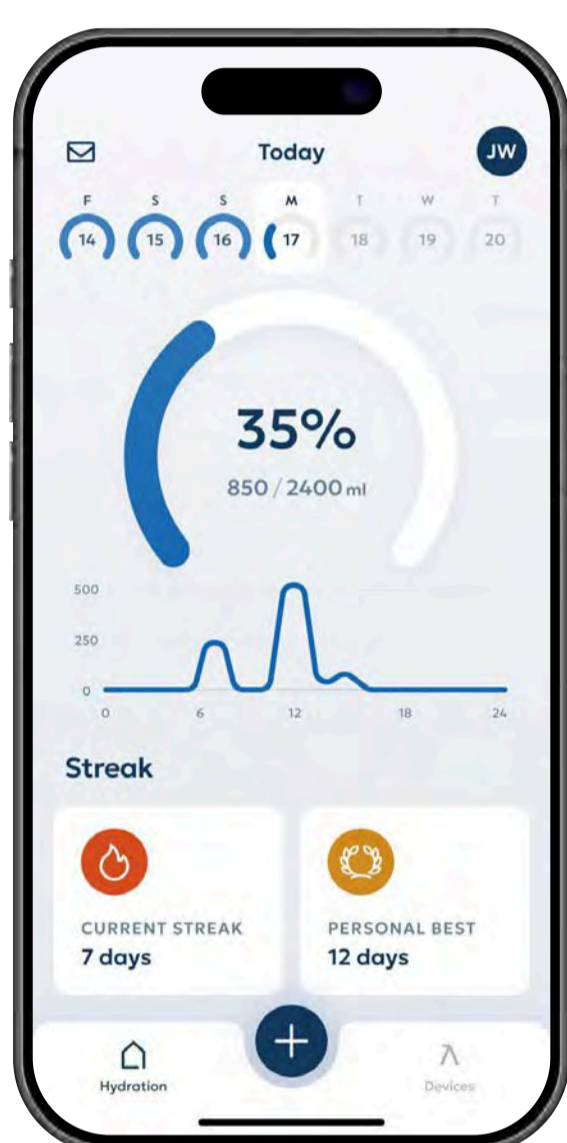 Today
JW
F S S M T W T
14 15 16 17 18 19 20
35%
850 / 2400 ml
500
250
0
0 6 12 18 24
Streak
CURRENT STREAK
7 days
PERSONAL BEST
12 days
Hydration
Devices